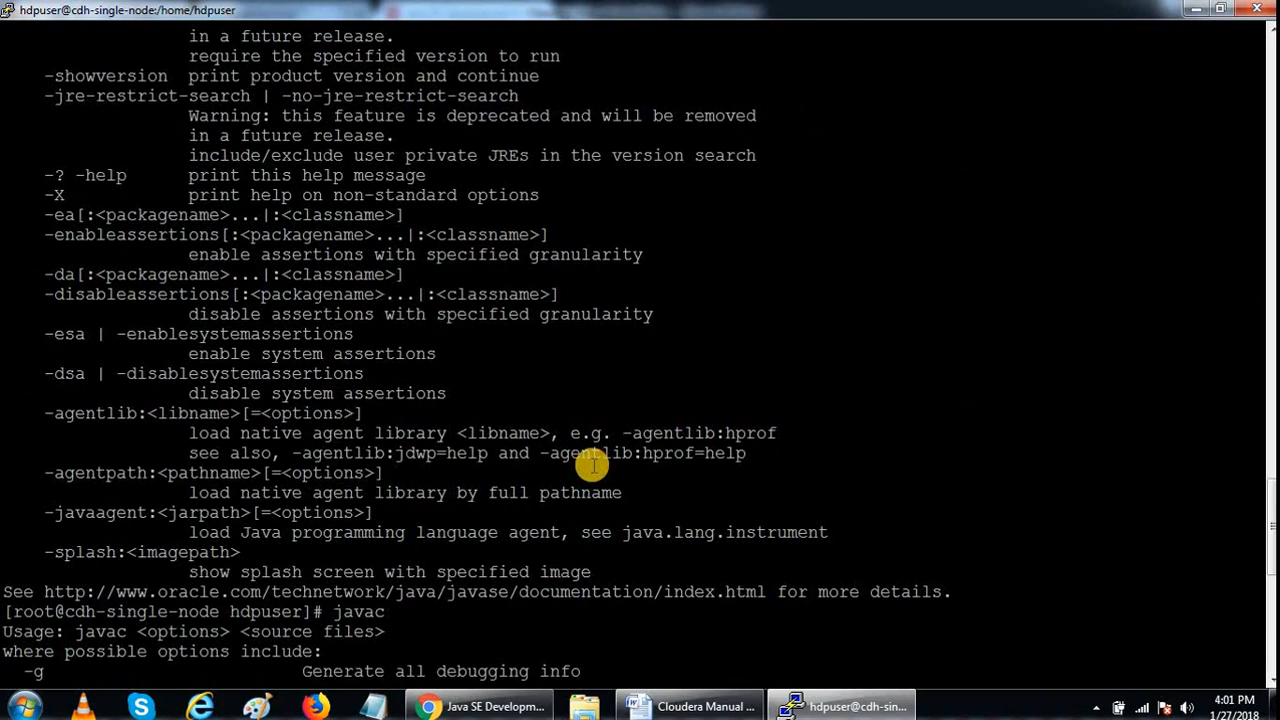 hdpuser@cdh-single-node:/home/hdpuser
in a future release.
require the specified version to run
-showversion print product version and continue
-jre-restrict-search | -no-jre-restrict-search
Warning: this feature is deprecated and will be removed
in a future release.
include/exclude user private JREs in the version search
-? -help print this help message
-X print help on non-standard options
-ea[:<packagename>...|:<classname>]
-enableassertions[:<packagename>...|:<classname>]
enable assertions with specified granularity
-da[:<packagename>...|:<classname>]
-disableassertions[:<packagename>...|:<classname>]
disable assertions with specified granularity
-esa | -enablesystemassertions
enable system assertions
-dsa | -disablesystemassertions
disable system assertions
-agentlib:<libname>[=<options>]
load native agent library <libname>, e.g. -agentlib:hprof
see also, -agentlib:jdwp=help and -agentlib:hprof=help
-agentpath:<pathname>[=<options>]
load native agent library by full pathname
-javaagent:<jarpath>[=<options>]
load Java programming language agent, see java.lang.instrument
-splash:<imagepath>
show splash screen with specified image
See http://www.oracle.com/technetwork/java/javase/documentation/index.html for more details.
[root@cdh-single-node hdpuser]# javac
Usage: javac <options> <source files>
where possible options include:
-g Generate all debugging info
Java SE Developm...
Cloudera Manual ...
hdpuser@cdh-sin...
4:01 PM
1/27/2018